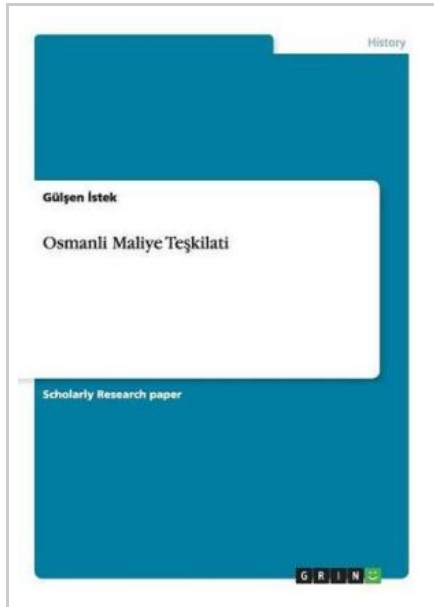 History
Gülşen İstek
Osmanli Maliye Teşkilati
Scholarly Research paper
GRIN